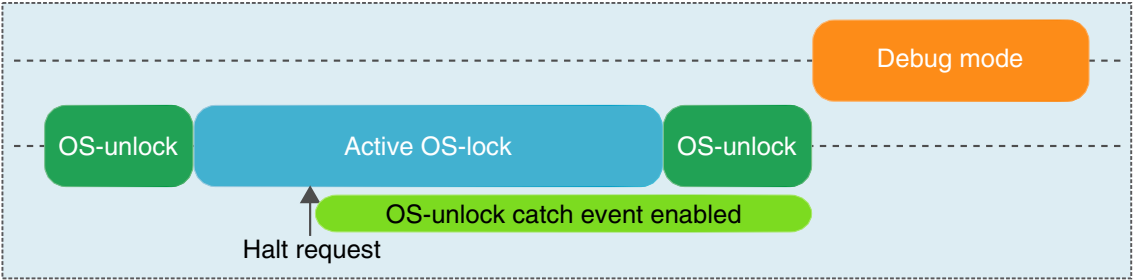 Debug mode
OS-unlock
Active OS-lock
OS-unlock
OS-unlock catch event enabled
Halt request